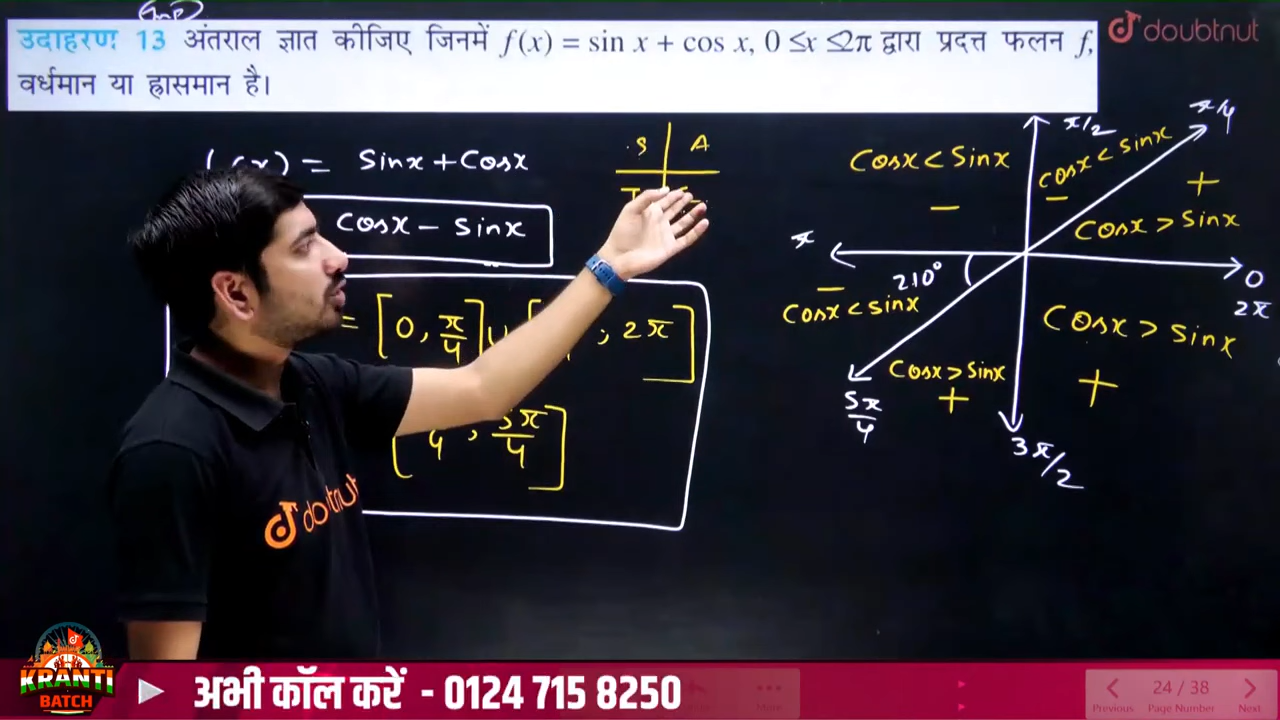 Imp
doubtnut
उदाहरण 13 अंतराल ज्ञात कीजिए जिनमें f(x) = sin x + cos x, 0 ≤x ≤2π द्वारा प्रदत्त फलन f,
वर्धमान या ह्रासमान है।
= Sinx + Cosx
Cosx - Sinx
= [0, π/4] U [ , 2π]
4 , 5π/4]
S A
T
π/2
π/4
Cosx < Sinx
-
Cosx < Sinx
-
+
Cosx > Sinx
π
0
2π
210°
-
Cosx < Sinx
Cosx > Sinx
+
Cosx > Sinx
+
5π/4
3π/2
doubtnut
KRANTI
BATCH
अभी कॉल करें - 0124 715 8250
24 / 38
Previous Page Number Next
More